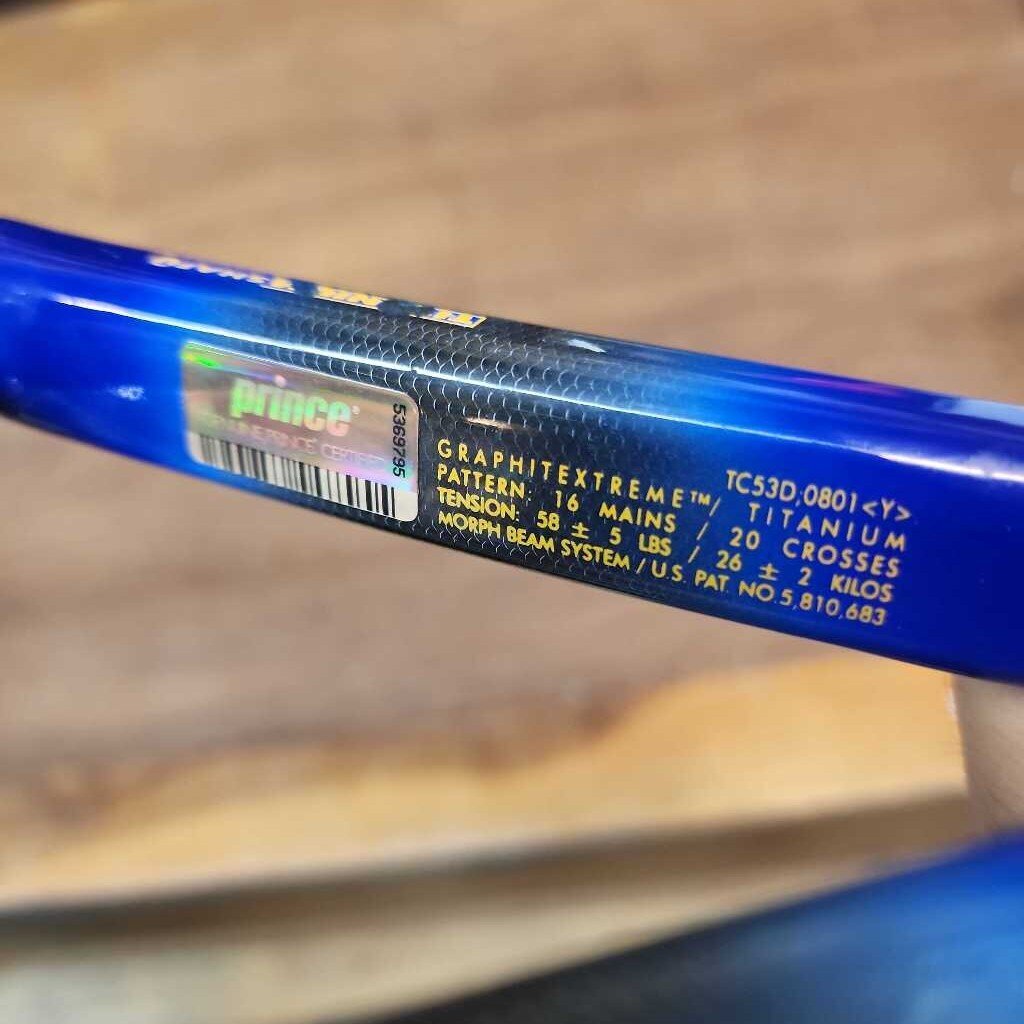 prince®
5369795
TC53D,0801<Y>
GRAPHITEXTREME™/ TITANIUM
PATTERN: 16 MAINS / 20 CROSSES
TENSION: 58 ± 5 LBS / 26 ± 2 KILOS
MORPH BEAM SYSTEM / U.S. PAT. NO.5,810,683